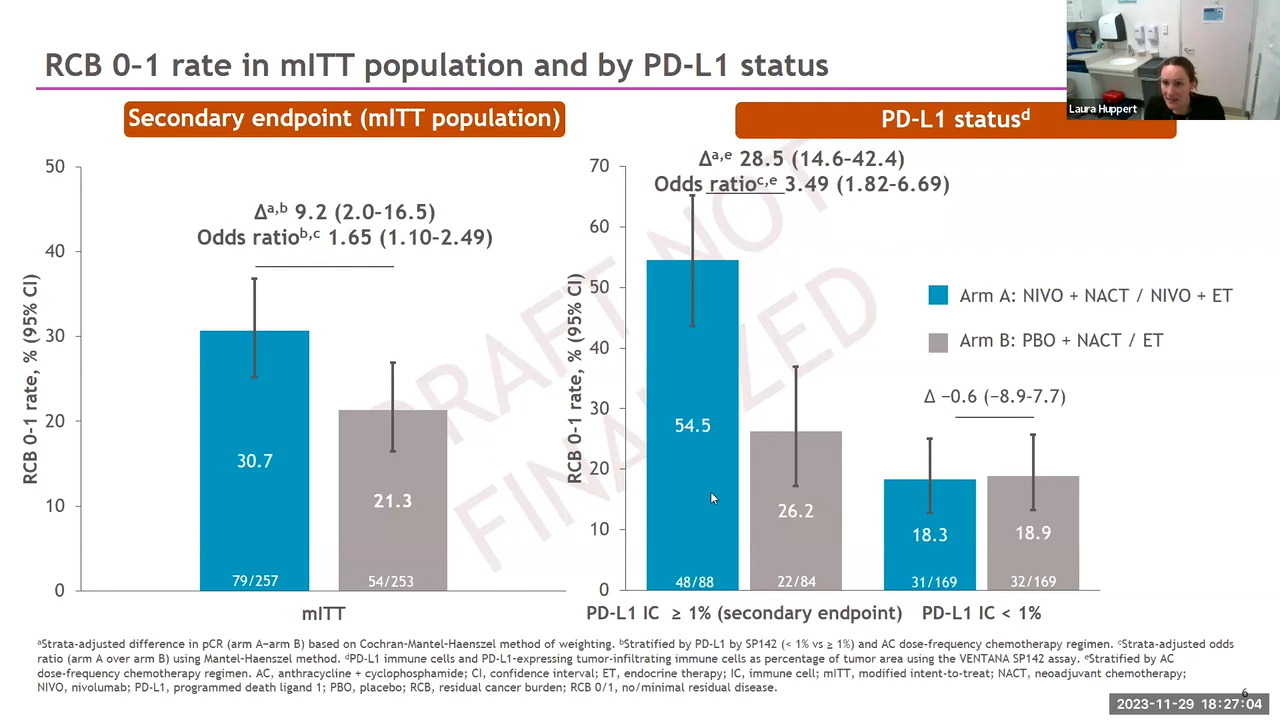 RCB 0–1 rate in mITT population and by PD-L1 status
Laura Huppert
Secondary endpoint (mITT population)
50
40
30
20
10
0
RCB 0–1 rate, % (95% CI)
Δᵃ,ᵇ 9.2 (2.0–16.5)
Odds ratioᵇ,ᶜ 1.65 (1.10–2.49)
30.7
21.3
79/257
54/253
mITT
PD-L1 statusᵈ
70
60
50
40
30
20
10
0
RCB 0–1 rate, % (95% CI)
Δᵃ,ᵉ 28.5 (14.6–42.4)
Odds ratioᶜ,ᵉ 3.49 (1.82–6.69)
54.5
26.2
48/88
22/84
PD-L1 IC ≥ 1% (secondary endpoint)
Arm A: NIVO + NACT / NIVO + ET
Arm B: PBO + NACT / ET
Δ −0.6 (−8.9–7.7)
18.3
18.9
31/169
32/169
PD-L1 IC < 1%
DRAFT NOT
FINALIZED
ᵃStrata-adjusted difference in pCR (arm A−arm B) based on Cochran-Mantel-Haenszel method of weighting. ᵇStratified by PD-L1 by SP142 (< 1% vs ≥ 1%) and AC dose-frequency chemotherapy regimen. ᶜStrata-adjusted odds
ratio (arm A over arm B) using Mantel-Haenszel method. ᵈPD-L1 immune cells and PD-L1-expressing tumor-infiltrating immune cells as percentage of tumor area using the VENTANA SP142 assay. ᵉStratified by AC
dose-frequency chemotherapy regimen. AC, anthracycline + cyclophosphamide; CI, confidence interval; ET, endocrine therapy; IC, immune cell; mITT, modified intent-to-treat; NACT, neoadjuvant chemotherapy;
NIVO, nivolumab; PD-L1, programmed death ligand 1; PBO, placebo; RCB, residual cancer burden; RCB 0/1, no/minimal residual disease.
6
2023-11-29 18:27:04